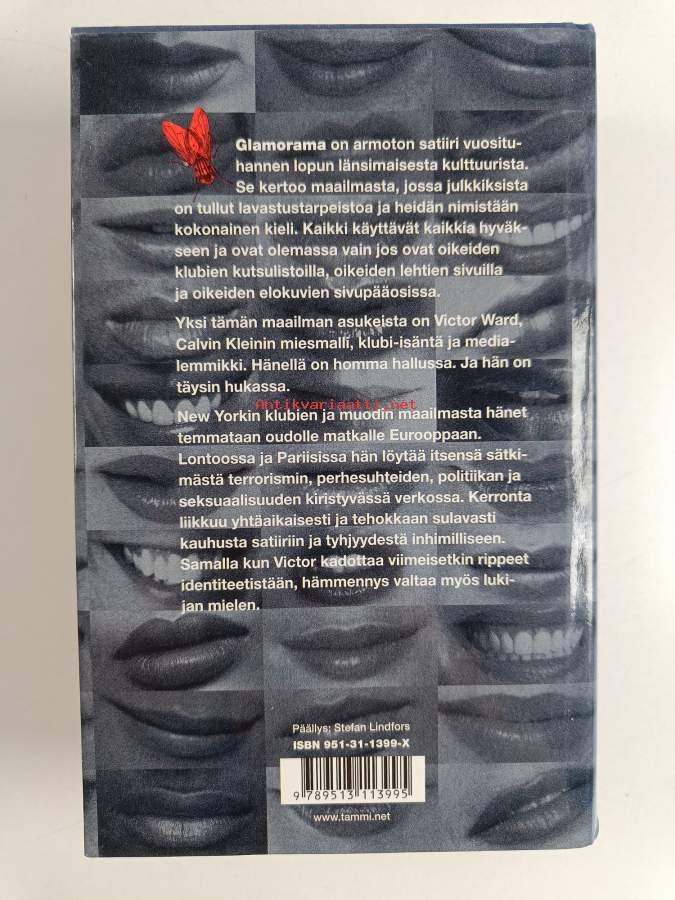 Glamorama on armoton satiiri vuositu-
hannen lopun länsimaisesta kulttuurista.
Se kertoo maailmasta, jossa julkkiksista
on tullut lavastustarpeistoa ja heidän nimistään
kokonainen kieli. Kaikki käyttävät kaikkia hyväk-
seen ja ovat olemassa vain jos ovat oikeiden
klubien kutsulistoilla, oikeiden lehtien sivuilla
ja oikeiden elokuvien sivupääosissa.
Yksi tämän maailman asukeista on Victor Ward,
Calvin Kleinin miesmalli, klubi-isäntä ja media-
lemmikki. Hänellä on homma hallussa. Ja hän on
täysin hukassa.
Antikvariaatti.net
New Yorkin klubien ja muodin maailmasta hänet
temmataan oudolle matkalle Eurooppaan.
Lontoossa ja Pariisissa hän löytää itsensä sätki-
mästä terrorismin, perhesuhteiden, politiikan ja
seksuaalisuuden kiristyvässä verkossa. Kerronta
liikkuu yhtäaikaisesti ja tehokkaan sulavasti
kauhusta satiiriin ja tyhjyydestä inhimilliseen.
Samalla kun Victor kadottaa viimeisetkin rippeet
identiteetistään, hämmennys valtaa myös luki-
jan mielen.
Päällys: Stefan Lindfors
ISBN 951-31-1399-X
9 789513 113995
www.tammi.net